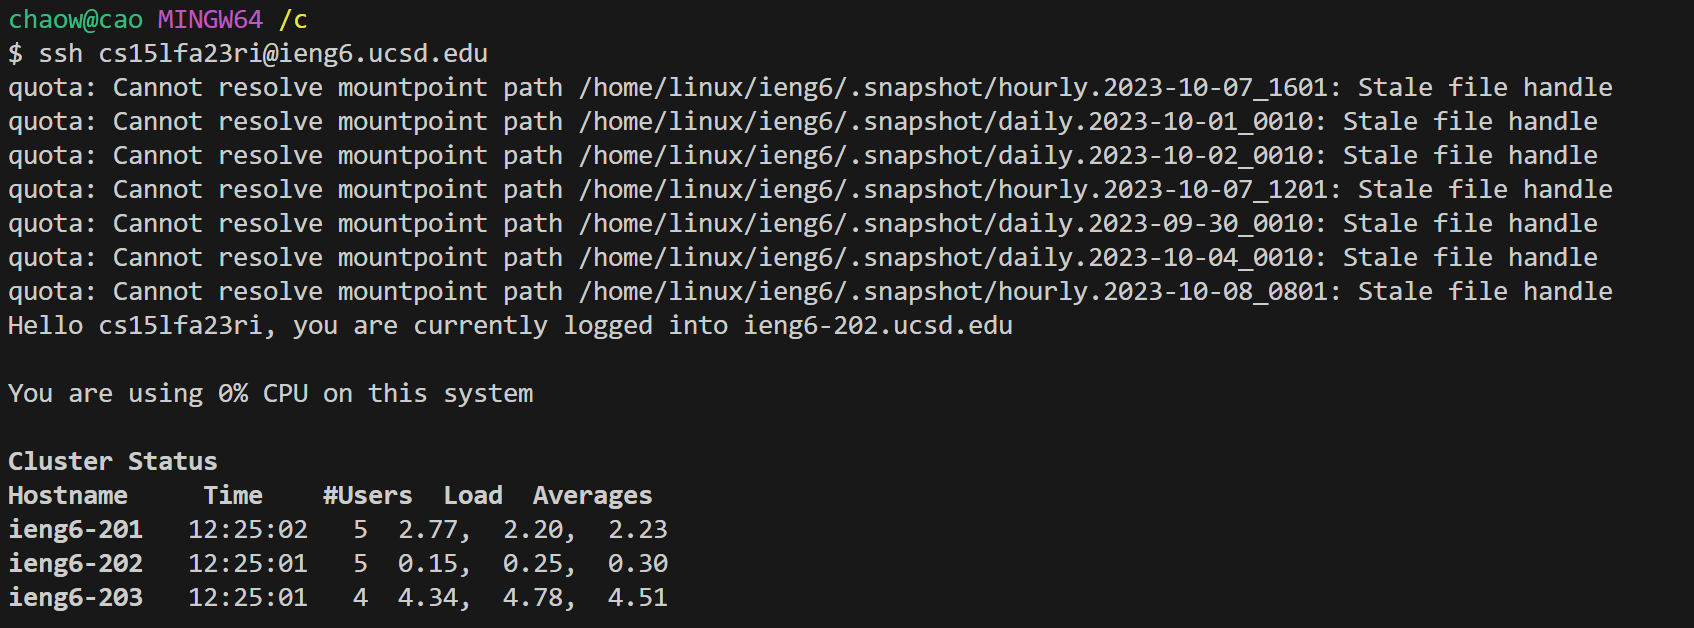 chaow@cao MINGW64 /c
$ ssh cs15lfa23ri@ieng6.ucsd.edu
quota: Cannot resolve mountpoint path /home/linux/ieng6/.snapshot/hourly.2023-10-07_1601: Stale file handle
quota: Cannot resolve mountpoint path /home/linux/ieng6/.snapshot/daily.2023-10-01_0010: Stale file handle
quota: Cannot resolve mountpoint path /home/linux/ieng6/.snapshot/daily.2023-10-02_0010: Stale file handle
quota: Cannot resolve mountpoint path /home/linux/ieng6/.snapshot/hourly.2023-10-07_1201: Stale file handle
quota: Cannot resolve mountpoint path /home/linux/ieng6/.snapshot/daily.2023-09-30_0010: Stale file handle
quota: Cannot resolve mountpoint path /home/linux/ieng6/.snapshot/daily.2023-10-04_0010: Stale file handle
quota: Cannot resolve mountpoint path /home/linux/ieng6/.snapshot/hourly.2023-10-08_0801: Stale file handle
Hello cs15lfa23ri, you are currently logged into ieng6-202.ucsd.edu
You are using 0% CPU on this system
Cluster Status
Hostname     Time    #Users  Load  Averages
ieng6-201   12:25:02   5  2.77,  2.20,  2.23
ieng6-202   12:25:01   5  0.15,  0.25,  0.30
ieng6-203   12:25:01   4  4.34,  4.78,  4.51